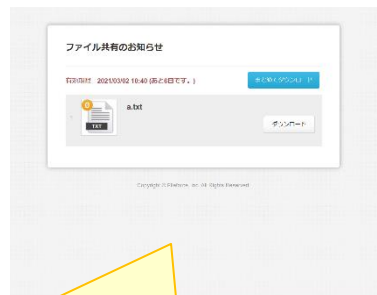 ファイル共有のお知らせ
有効期限 2021/03/02 10:40 (あと6日です。)
まとめてダウンロード
a.txt
TXT
ダウンロード
Copyright © Fileforce, Inc. All Rights Reserved.